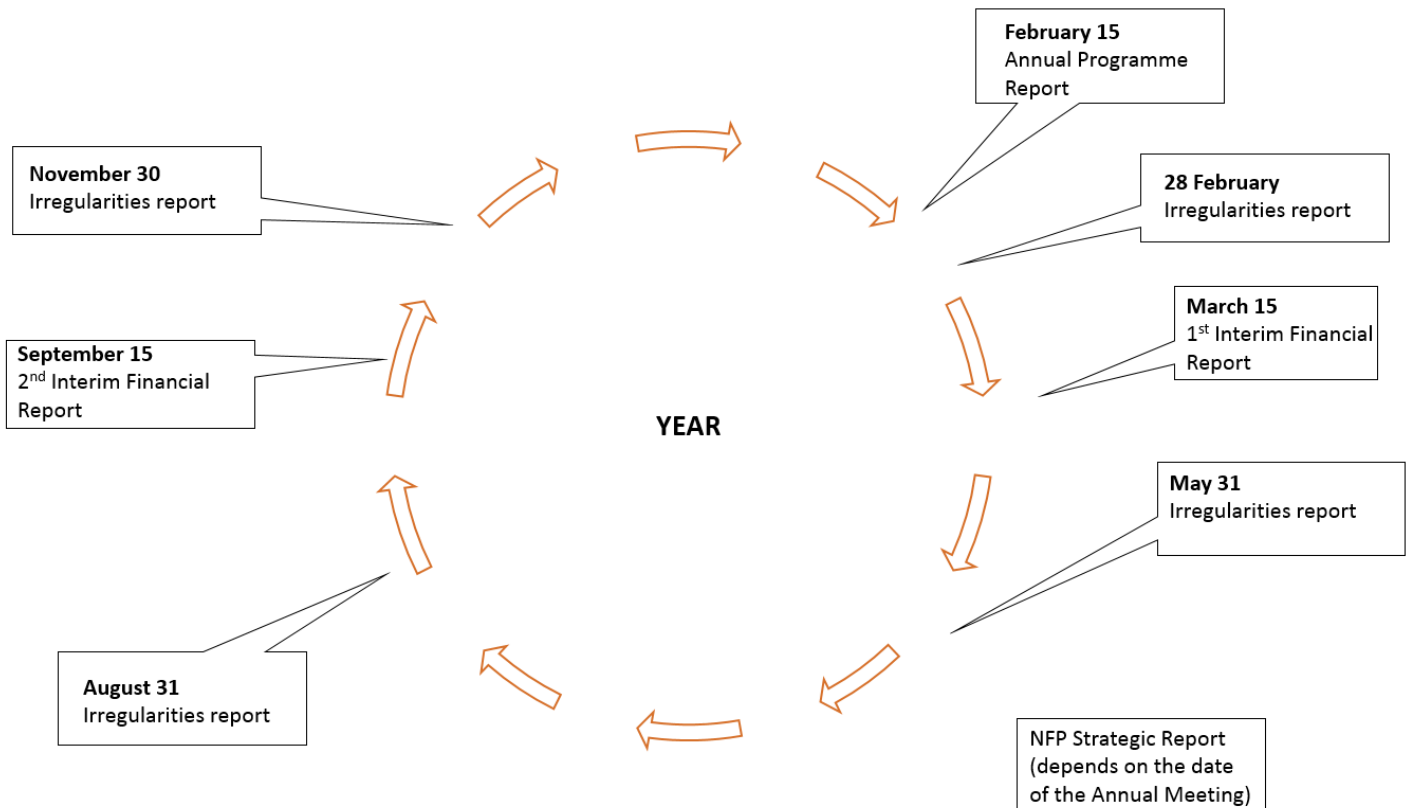 February 15
Annual Programme
Report
28 February
Irregularities report
March 15
1st Interim Financial
Report
May 31
Irregularities report
NFP Strategic Report
(depends on the date
of the Annual Meeting)
August 31
Irregularities report
September 15
2nd Interim Financial
Report
November 30
Irregularities report
YEAR